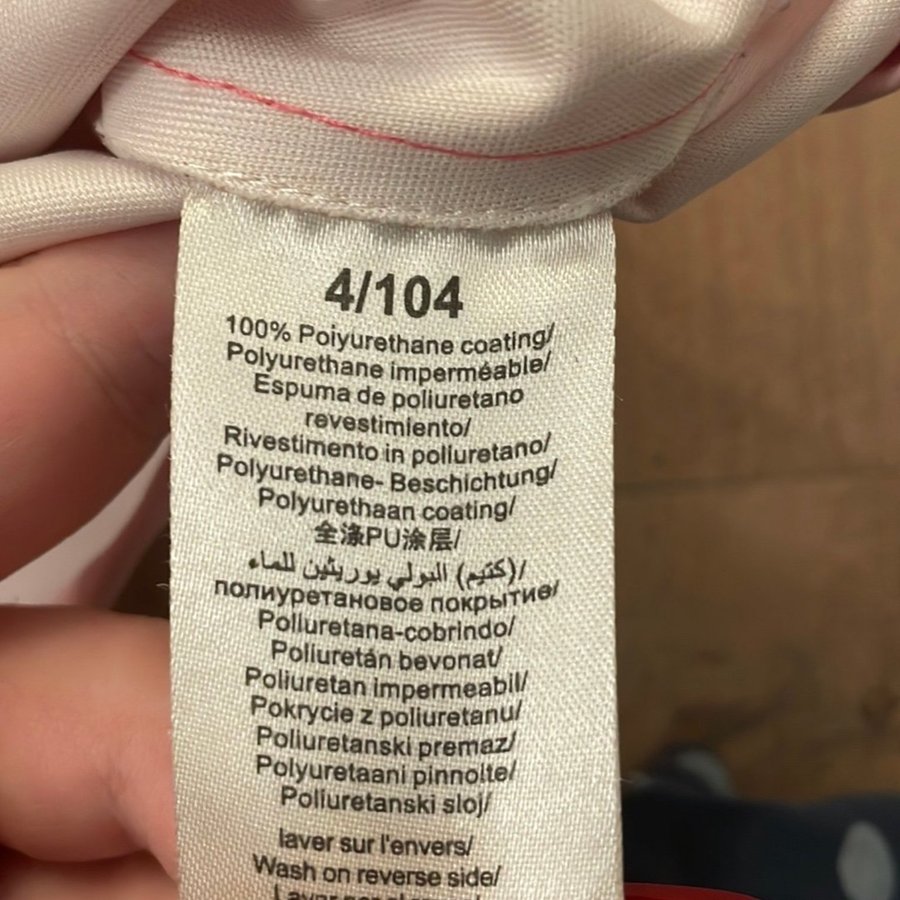 4/104
100% Poiyurethane coating/
Polyurethane imperméable/
Espuma de poliuretano
revestimiento/
Rivestimento in poliuretano/
Polyurethane- Beschichtung/
Polyurethaan coating/
全涤PU涂层/
البولي يوريثين للماء (كتيم)/
полиуретановое покрытие/
Poliuretana-cobrindo/
Poliuretán bevonat/
Poliuretan impermeabil/
Pokrycie z poliuretanu/
Poliuretanski premaz/
Polyuretaani pinnoite/
Poliuretanski sloj/
laver sur l'envers/
Wash on reverse side/